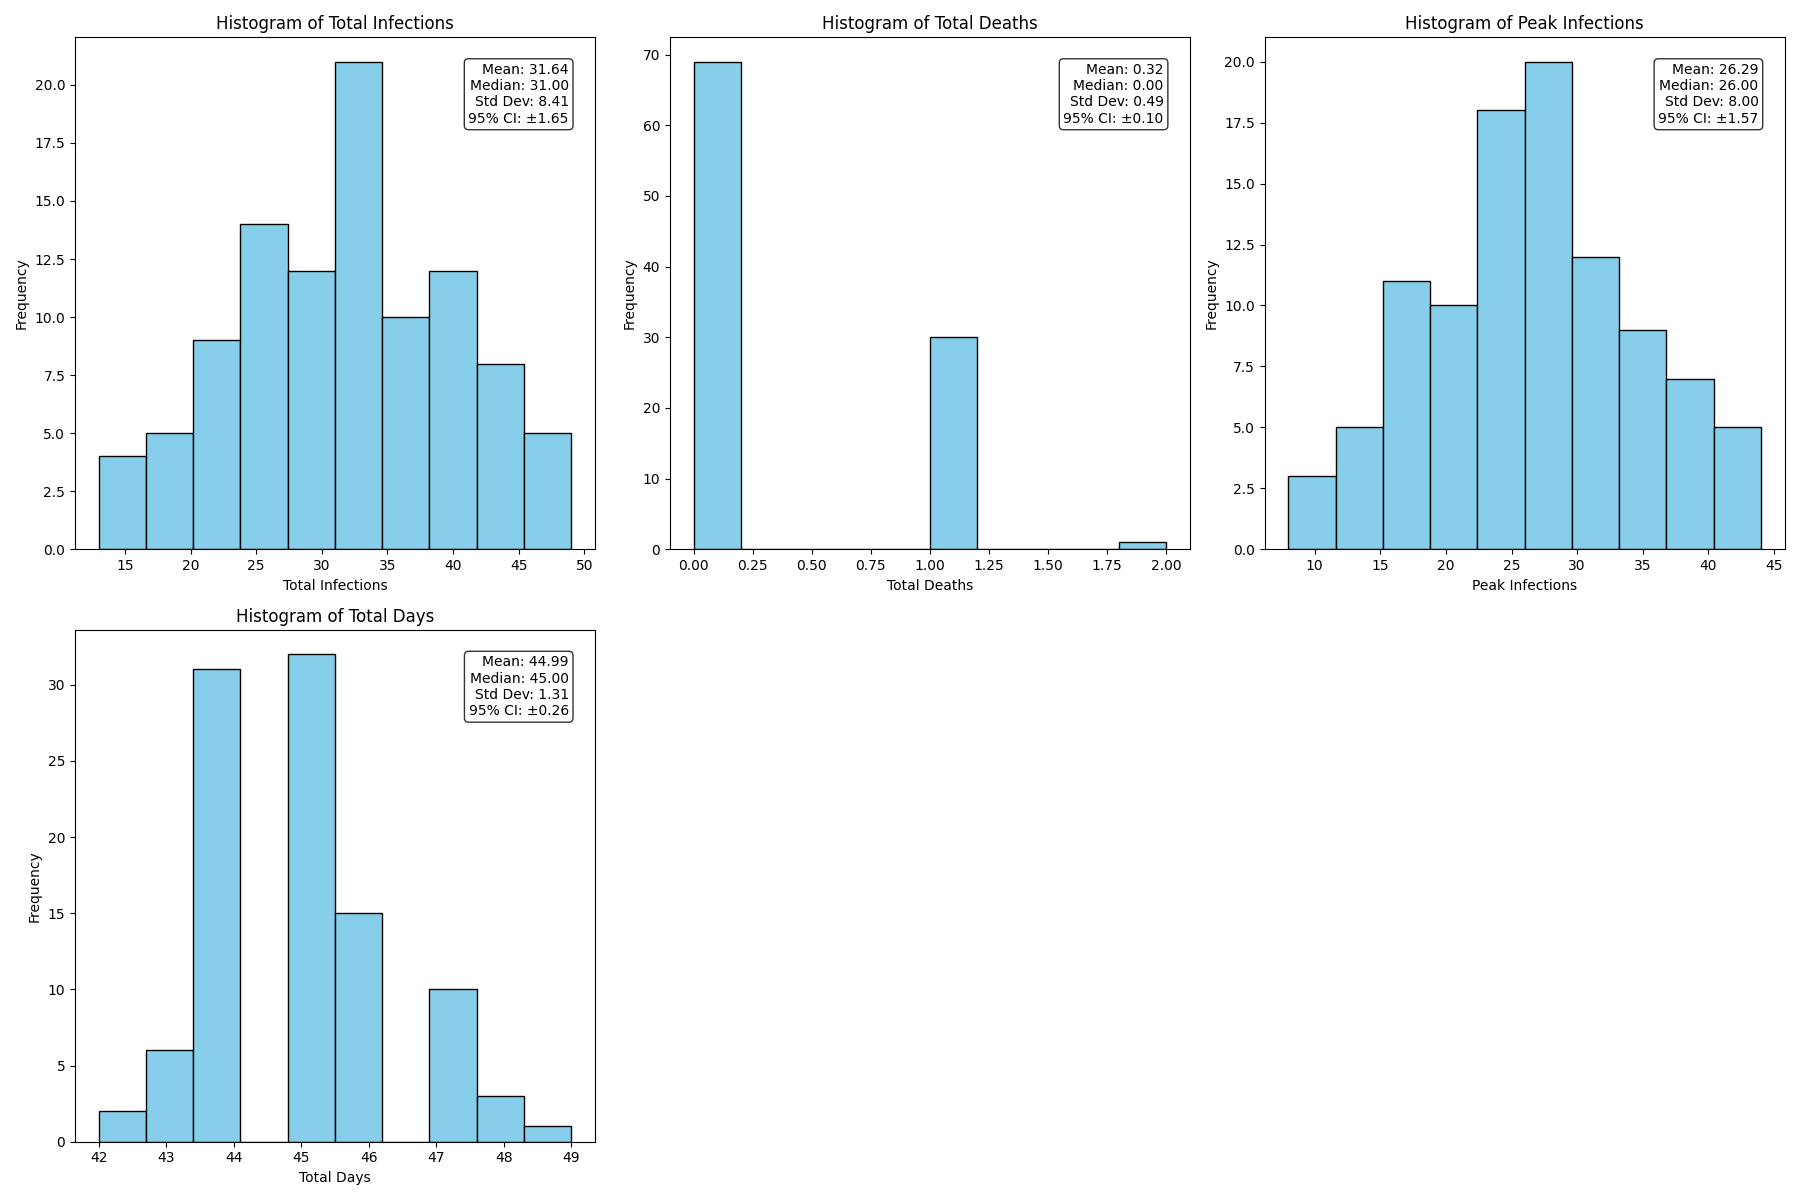 Histogram of Total Infections
Mean: 31.64
Median: 31.00
Std Dev: 8.41
95% CI: ±1.65
Frequency
20.0
17.5
15.0
12.5
10.0
7.5
5.0
2.5
0.0
15 20 25 30 35 40 45 50
Total Infections
Histogram of Total Deaths
Mean: 0.32
Median: 0.00
Std Dev: 0.49
95% CI: ±0.10
Frequency
70
60
50
40
30
20
10
0
0.00 0.25 0.50 0.75 1.00 1.25 1.50 1.75 2.00
Total Deaths
Histogram of Peak Infections
Mean: 26.29
Median: 26.00
Std Dev: 8.00
95% CI: ±1.57
Frequency
20.0
17.5
15.0
12.5
10.0
7.5
5.0
2.5
0.0
10 15 20 25 30 35 40 45
Peak Infections
Histogram of Total Days
Mean: 44.99
Median: 45.00
Std Dev: 1.31
95% CI: ±0.26
Frequency
30
25
20
15
10
5
0
42 43 44 45 46 47 48 49
Total Days